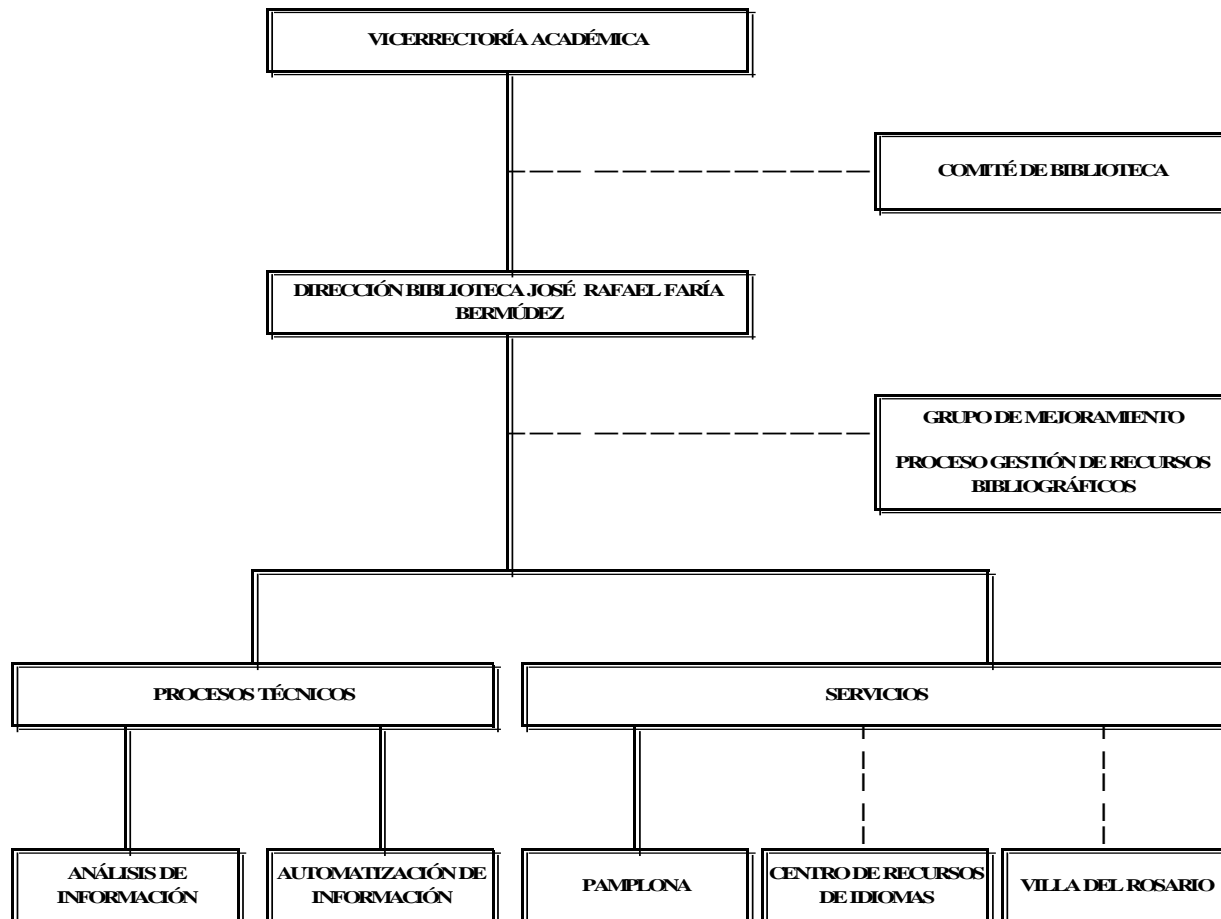 VICERRECTORÍA ACADÉMICA
COMITÉ DE BIBLIOTECA
DIRECCIÓN BIBLIOTECA JOSÉ RAFAEL FARÍA
BERMÚDEZ
GRUPO DE MEJORAMIENTO
PROCESO GESTIÓN DE RECURSOS
BIBLIOGRÁFICOS
PROCESOS TÉCNICOS
SERVICIOS
ANÁLISIS DE
INFORMACIÓN
AUTOMATIZACIÓN DE
INFORMACIÓN
PAMPLONA
CENTRO DE RECURSOS
DE IDIOMAS
VILLA DEL ROSARIO